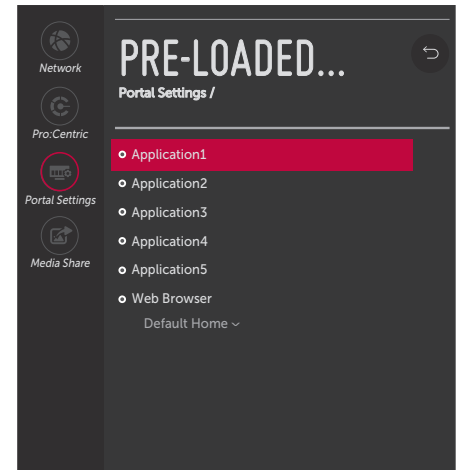 Network
Pro:Centric
Portal Settings
Media Share
PRE-LOADED...
Portal Settings /
Application1
Application2
Application3
Application4
Application5
Web Browser
Default Home